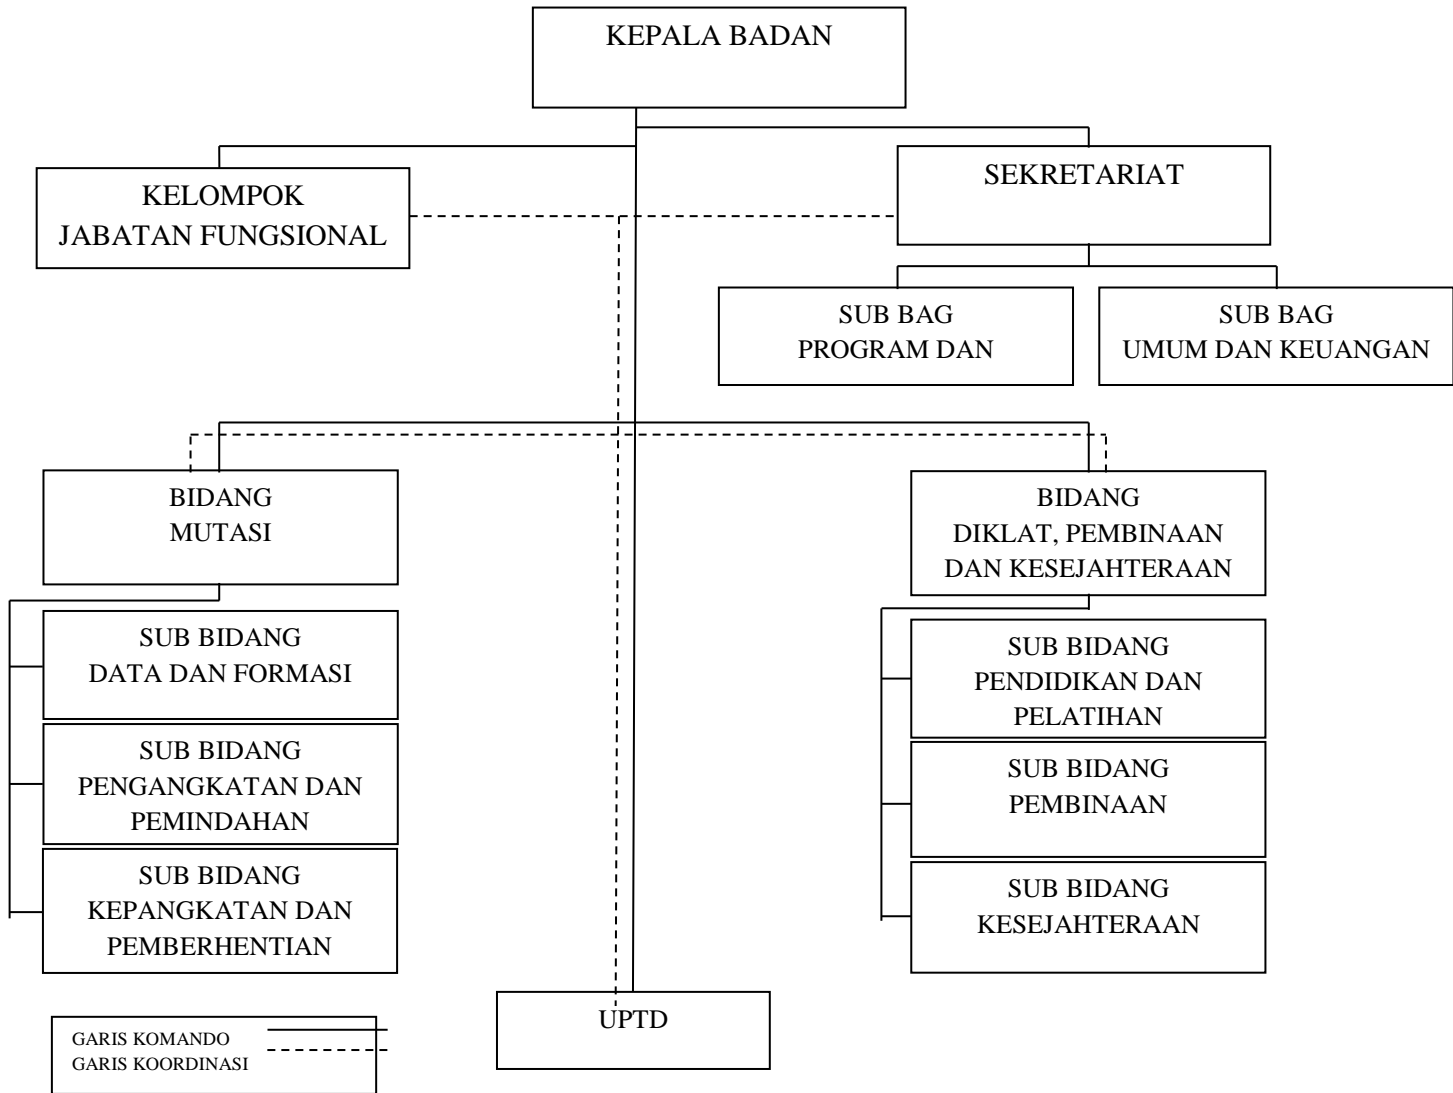 KEPALA BADAN
KELOMPOK
JABATAN FUNGSIONAL
SEKRETARIAT
SUB BAG
PROGRAM DAN
SUB BAG
UMUM DAN KEUANGAN
BIDANG
MUTASI
BIDANG
DIKLAT, PEMBINAAN
DAN KESEJAHTERAAN
SUB BIDANG
DATA DAN FORMASI
SUB BIDANG
PENGANGKATAN DAN
PEMINDAHAN
SUB BIDANG
KEPANGKATAN DAN
PEMBERHENTIAN
SUB BIDANG
PENDIDIKAN DAN
PELATIHAN
SUB BIDANG
PEMBINAAN
SUB BIDANG
KESEJAHTERAAN
UPTD
GARIS KOMANDO
GARIS KOORDINASI